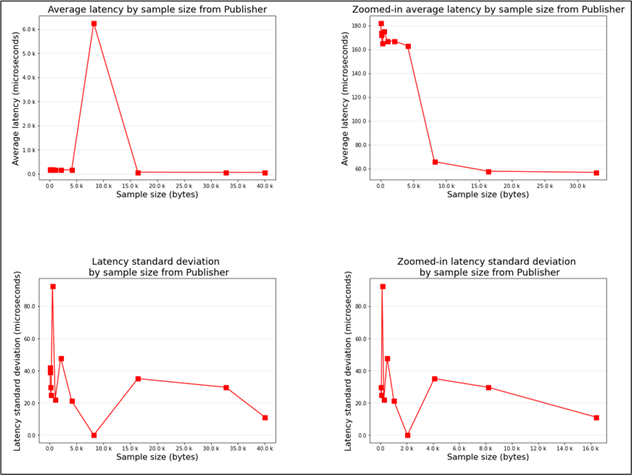 Average latency by sample size from Publisher
Average latency (microseconds)
6.0 k
5.0 k
4.0 k
3.0 k
2.0 k
1.0 k
0.0
0.0 5.0 k 10.0 k 15.0 k 20.0 k 25.0 k 30.0 k 35.0 k 40.0 k
Sample size (bytes)
Zoomed-in average latency by sample size from Publisher
Average latency (microseconds)
180.0
160.0
140.0
120.0
100.0
80.0
60.0
0.0 5.0 k 10.0 k 15.0 k 20.0 k 25.0 k 30.0 k
Sample size (bytes)
Latency standard deviation
by sample size from Publisher
Latency standard deviation (microseconds)
80.0
60.0
40.0
20.0
0.0
0.0 5.0 k 10.0 k 15.0 k 20.0 k 25.0 k 30.0 k 35.0 k 40.0 k
Sample size (bytes)
Zoomed-in latency standard deviation
by sample size from Publisher
Latency standard deviation (microseconds)
80.0
60.0
40.0
20.0
0.0
0.0 2.0 k 4.0 k 6.0 k 8.0 k 10.0 k 12.0 k 14.0 k 16.0 k
Sample size (bytes)